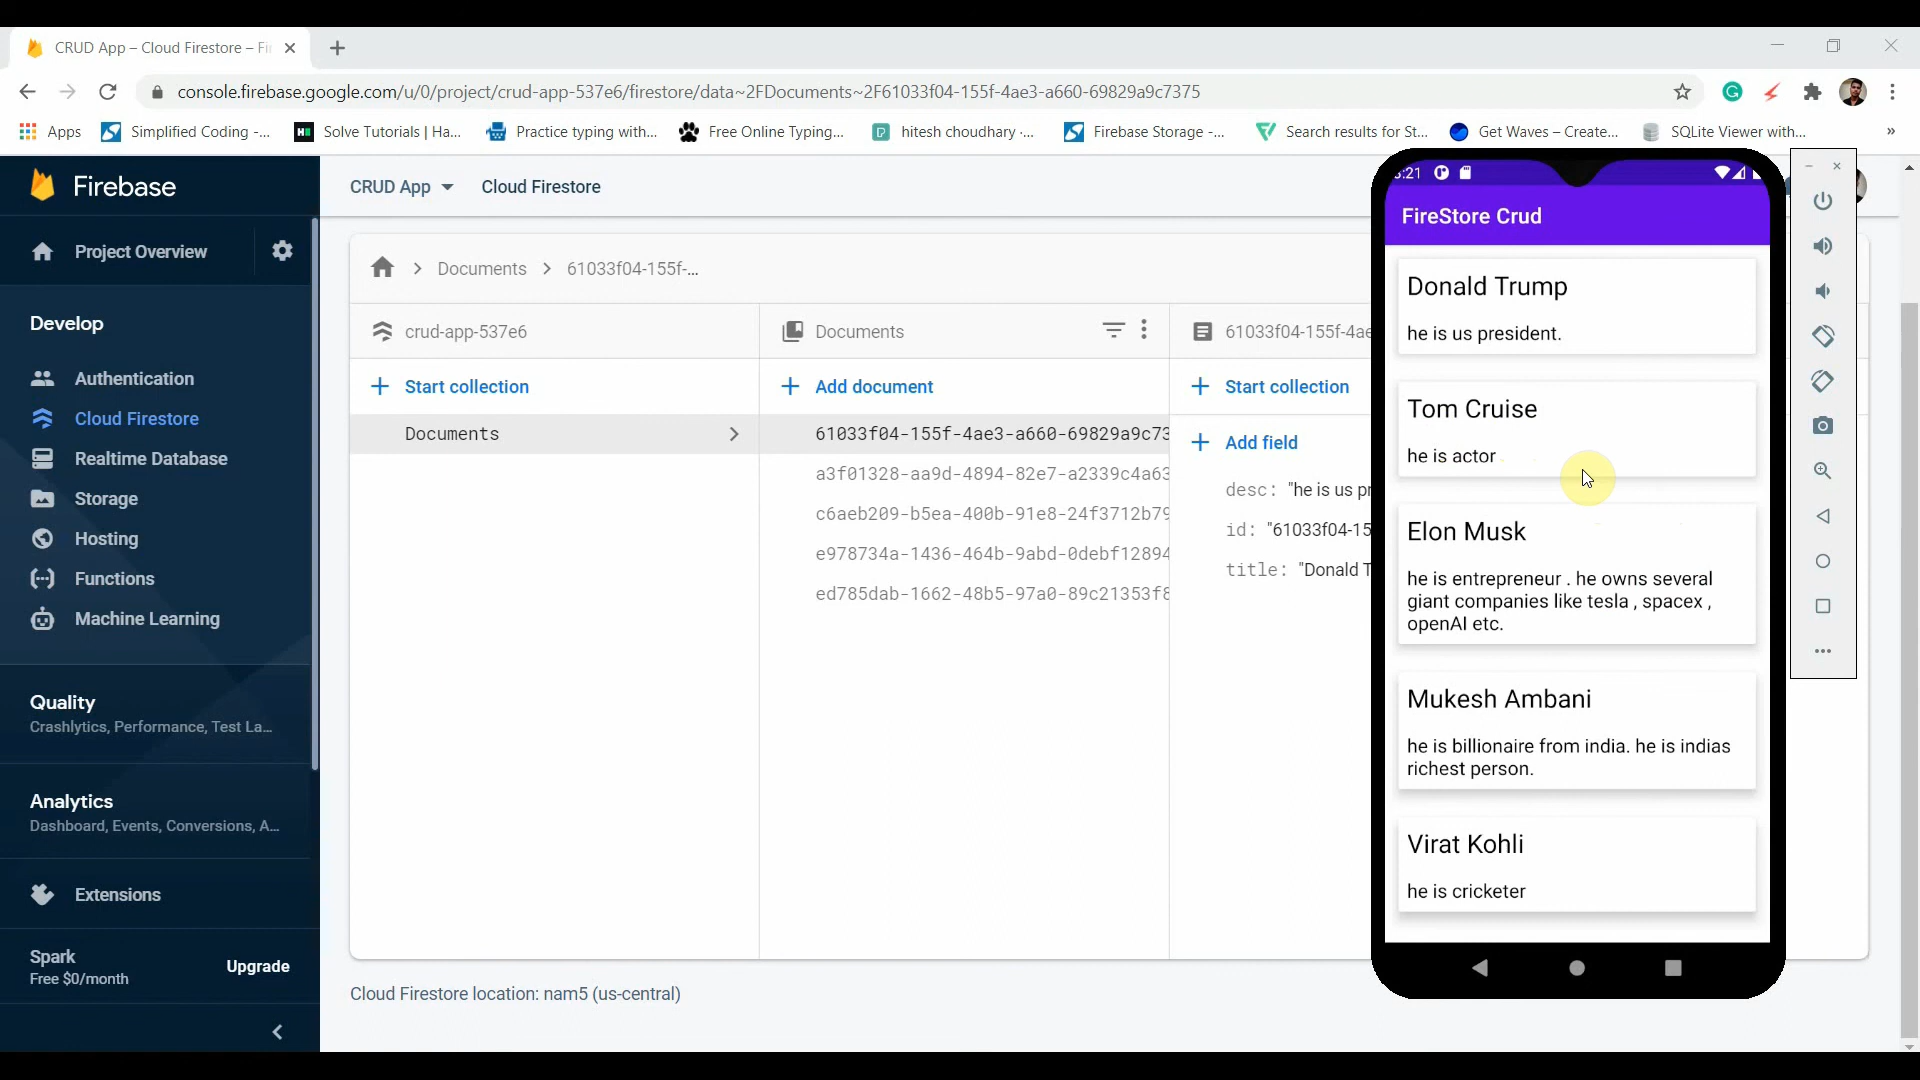 CRUD App – Cloud Firestore – Fi
console.firebase.google.com/u/0/project/crud-app-537e6/firestore/data~2FDocuments~2F61033f04-155f-4ae3-a660-69829a9c7375
Apps
Simplified Coding -...
Solve Tutorials | Ha...
Practice typing with...
Free Online Typing...
hitesh choudhary ·...
Firebase Storage -...
Search results for St...
Get Waves – Create...
SQLite Viewer with...
»
Firebase
Project Overview
Develop
Authentication
Cloud Firestore
Realtime Database
Storage
Hosting
Functions
Machine Learning
Quality
Crashlytics, Performance, Test La...
Analytics
Dashboard, Events, Conversions, A...
Extensions
Spark
Free $0/month
Upgrade
CRUD App
Cloud Firestore
Documents
61033f04-155f-...
crud-app-537e6
Start collection
Documents
Documents
Add document
61033f04-155f-4ae3-a660-69829a9c73
a3f01328-aa9d-4894-82e7-a2339c4a63
c6aeb209-b5ea-400b-91e8-24f3712b79
e978734a-1436-464b-9abd-0debf12894
ed785dab-1662-48b5-97a0-89c21353f8
61033f04-155f-4ae
Start collection
Add field
desc: "he is us pr
id: "61033f04-15
title: "Donald T
Cloud Firestore location: nam5 (us-central)
:21
FireStore Crud
Donald Trump
he is us president.
Tom Cruise
he is actor
Elon Musk
he is entrepreneur . he owns several
giant companies like tesla , spacex ,
openAI etc.
Mukesh Ambani
he is billionaire from india. he is indias
richest person.
Virat Kohli
he is cricketer